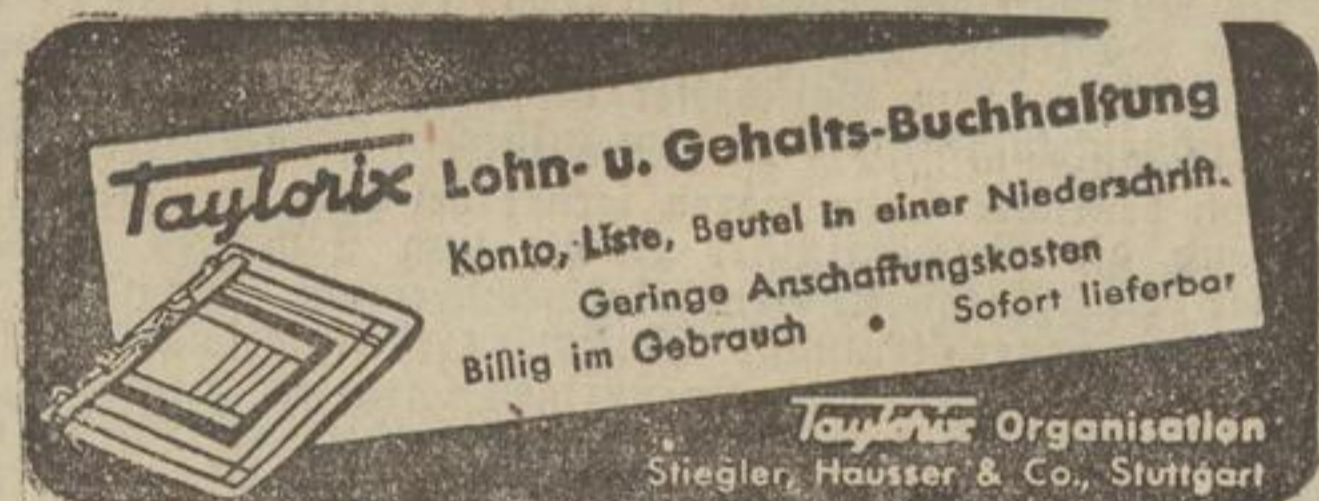 Taylorix Lohn- u. Gehalts-Buchhaltung
Konto, Liste, Beutel in einer Niederschrift.
Geringe Anschaffungskosten
Billig im Gebrauch • Sofort lieferbar
Taylorix Organisation
Stiegler, Hausser & Co., Stuttgart